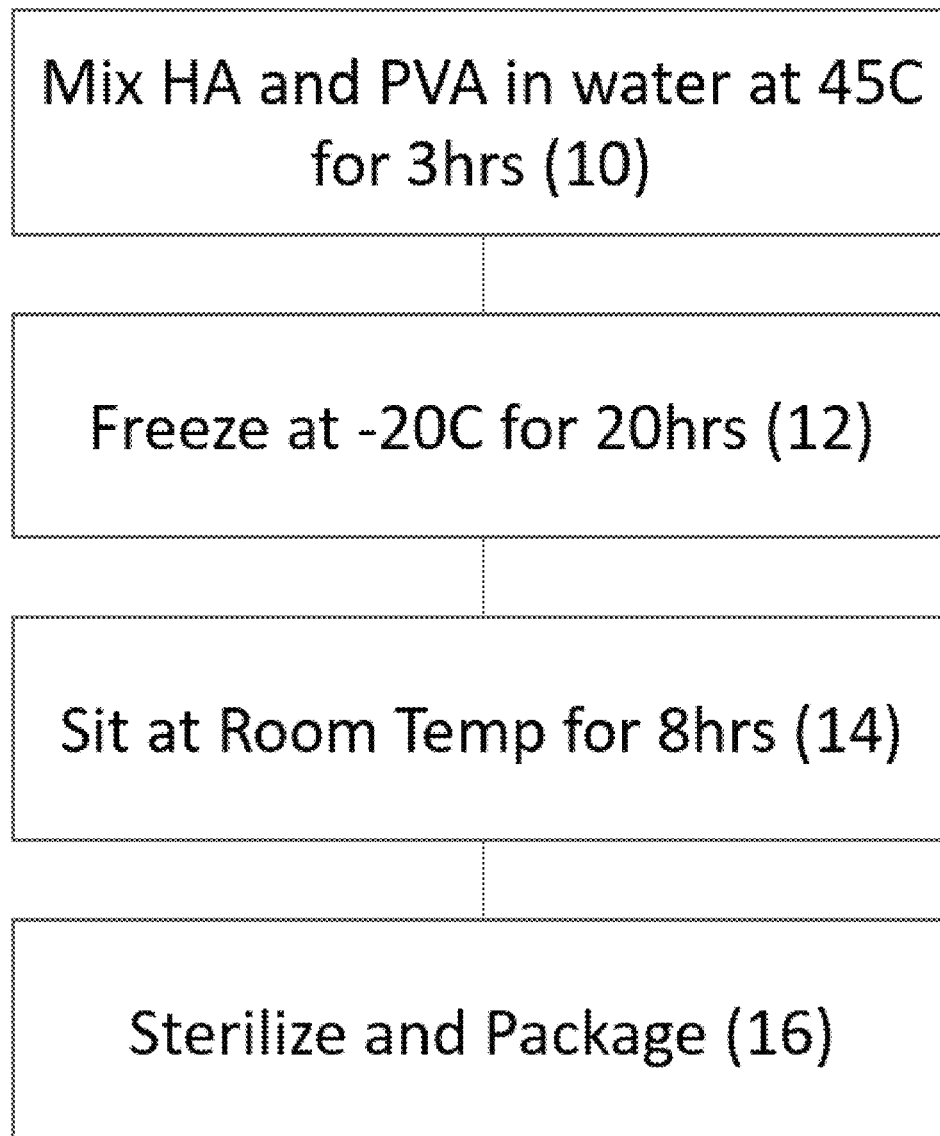 Mix HA and PVA in water at 45C
for 3hrs (10)
Freeze at -20C for 20hrs (12)
Sit at Room Temp for 8hrs (14)
Sterilize and Package (16)